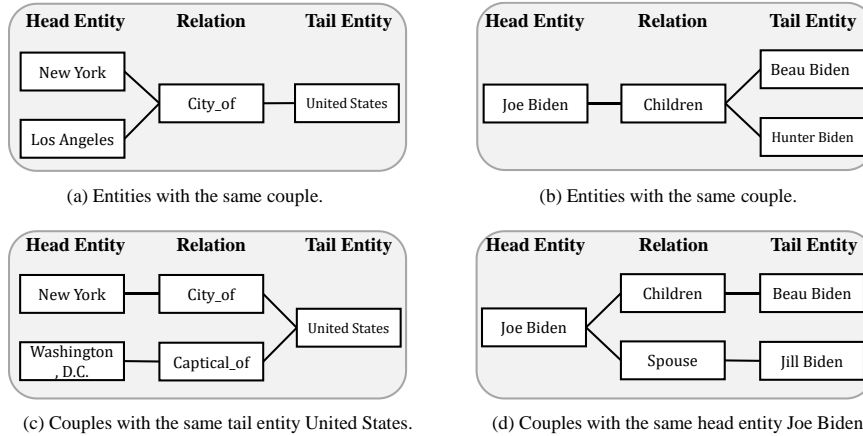 Head Entity Relation Tail Entity
New York
Los Angeles
City_of
United States
(a) Entities with the same couple.
Head Entity Relation Tail Entity
Joe Biden
Children
Beau Biden
Hunter Biden
(b) Entities with the same couple.
Head Entity Relation Tail Entity
New York
City_of
United States
Washington
, D.C.
Captical_of
(c) Couples with the same tail entity United States.
Head Entity Relation Tail Entity
Joe Biden
Children
Beau Biden
Spouse
Jill Biden
(d) Couples with the same head entity Joe Biden